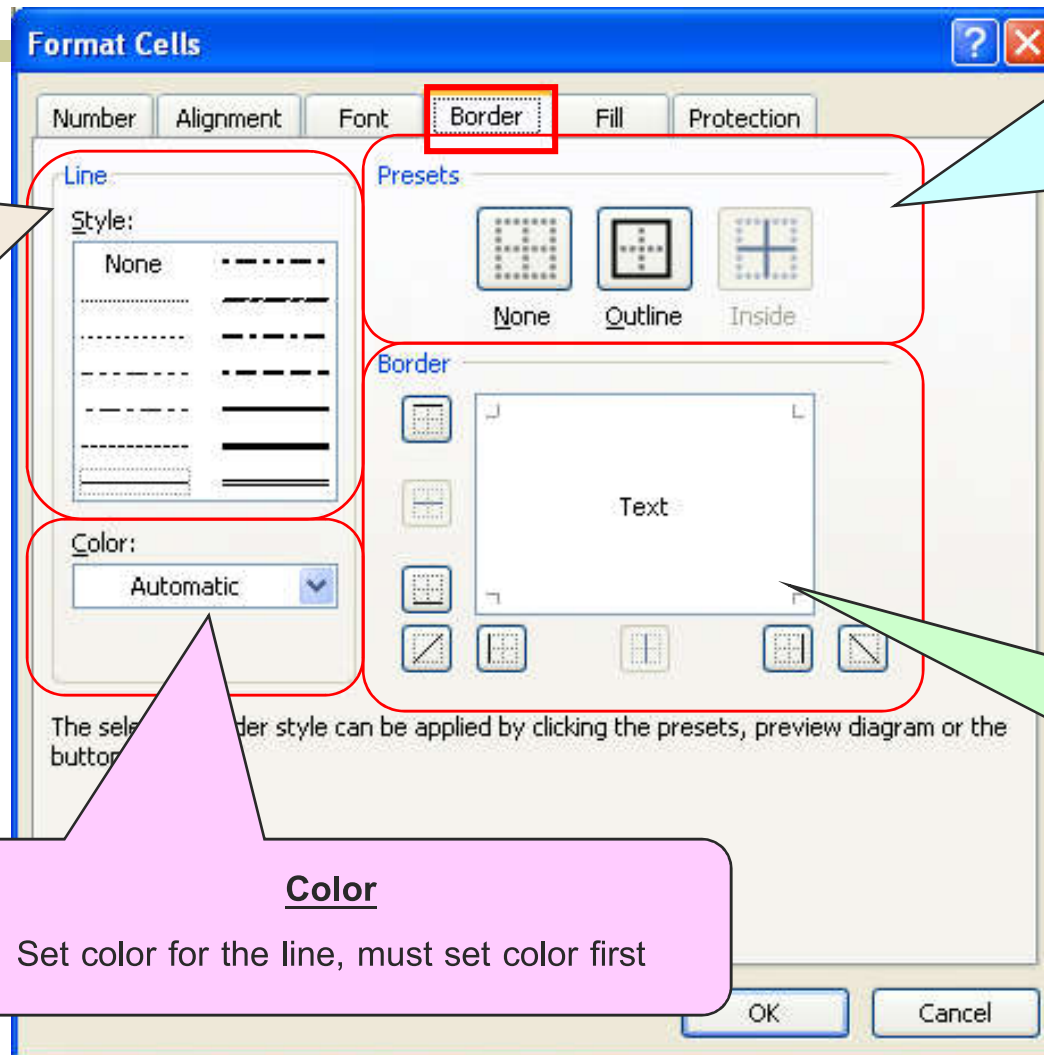 Format Cells
Number Alignment Font Border Fill Protection
Line
Style:
None
Presets
None Outline Inside
Border
Text
Color:
Automatic
The sele der style can be applied by clicking the presets, preview diagram or the
button
Color
Set color for the line, must set color first
OK Cancel